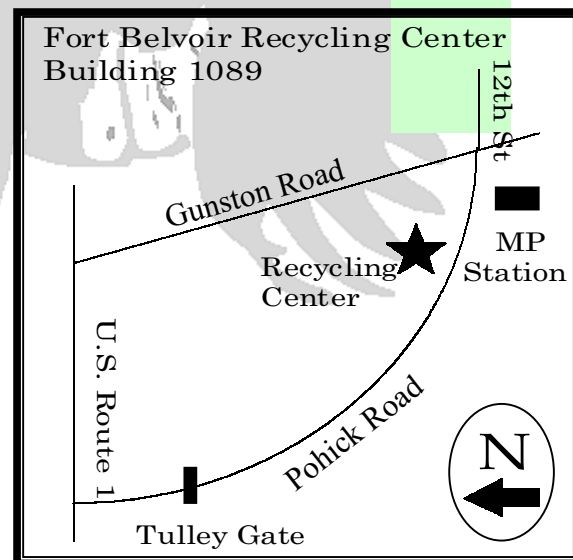 Fort Belvoir Recycling Center
Building 1089
12th St
Gunston Road
MP
Station
Recycling
Center
U.S. Route 1
Pohick Road
N
Tulley Gate